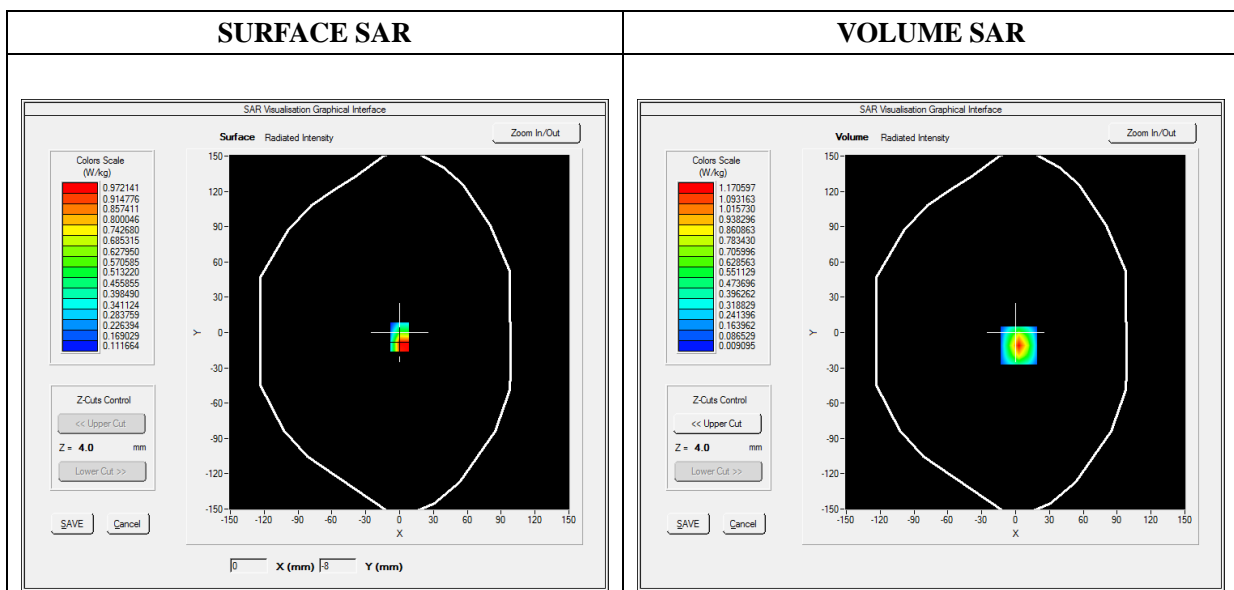 SURFACE SAR
VOLUME SAR
SAR Visualisation Graphical Interface
Surface Radiated Intensity
Zoom In/Out
Colors Scale
(W/kg)
0.972141
0.914776
0.857411
0.800046
0.742680
0.685315
0.627950
0.570585
0.513220
0.455855
0.398490
0.341124
0.283759
0.226394
0.169029
0.111664
Z-Cuts Control
<< Upper Cut
Z = 4.0 mm
Lower Cut >>
SAVE Cancel
150
120
90
60
30
0
-30
-60
-90
-120
-150
Y
-150 -120 -90 -60 -30 0 30 60 90 120 150
X
0 X (mm) -8 Y (mm)
SAR Visualisation Graphical Interface
Volume Radiated Intensity
Zoom In/Out
Colors Scale
(W/kg)
1.170597
1.093163
1.015730
0.938296
0.860863
0.783430
0.705996
0.628563
0.551129
0.473696
0.396262
0.318829
0.241396
0.163962
0.086529
0.009095
Z-Cuts Control
<< Upper Cut
Z = 4.0 mm
Lower Cut >>
SAVE Cancel
150
120
90
60
30
0
-30
-60
-90
-120
-150
Y
-150 -120 -90 -60 -30 0 30 60 90 120 150
X